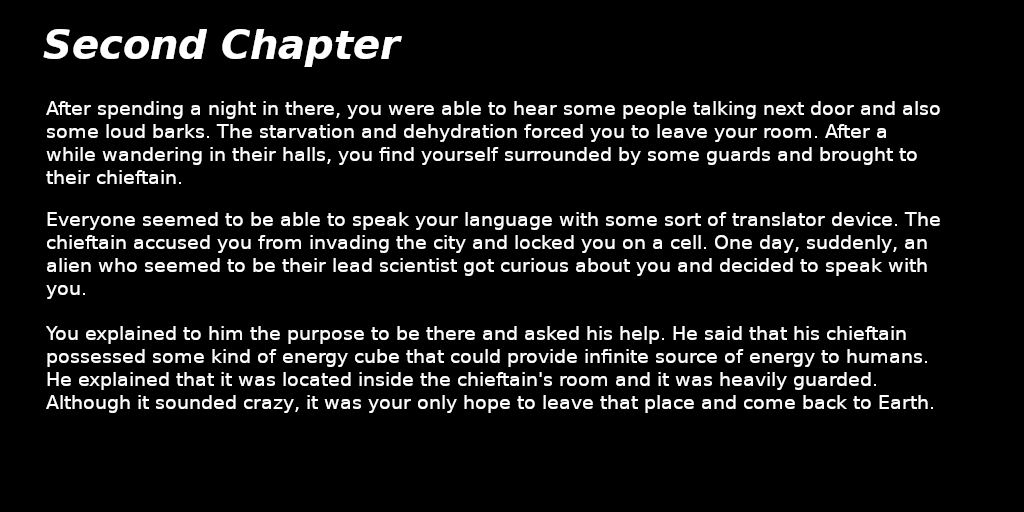 Second Chapter
After spending a night in there, you were able to hear some people talking next door and also
some loud barks. The starvation and dehydration forced you to leave your room. After a
while wandering in their halls, you find yourself surrounded by some guards and brought to
their chieftain.
Everyone seemed to be able to speak your language with some sort of translator device. The
chieftain accused you from invading the city and locked you on a cell. One day, suddenly, an
alien who seemed to be their lead scientist got curious about you and decided to speak with
you.
You explained to him the purpose to be there and asked his help. He said that his chieftain
possessed some kind of energy cube that could provide infinite source of energy to humans.
He explained that it was located inside the chieftain's room and it was heavily guarded.
Although it sounded crazy, it was your only hope to leave that place and come back to Earth.